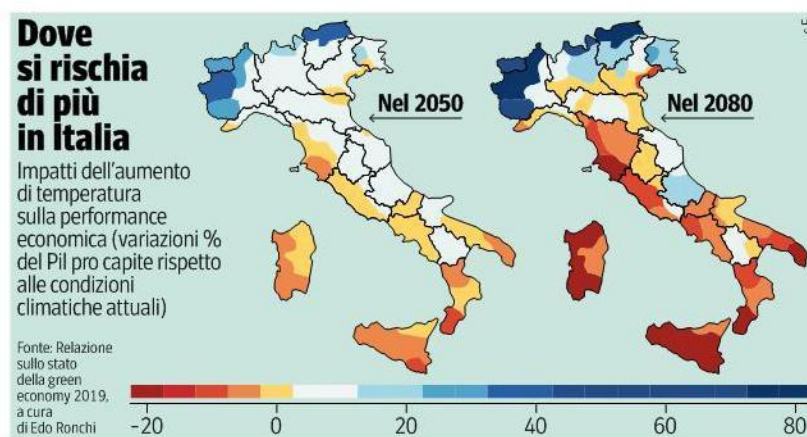 Dove
si rischia
di più
in Italia
Impatti dell'aumento
di temperatura
sulla performance
economica (variazioni %
del Pil pro capite rispetto
alle condizioni
climatiche attuali)
Fonte: Relazione
sullo stato
della green
economy 2019,
a cura
di Edo Ronchi
Nel 2050
Nel 2080
-20 0 20 40 60 80